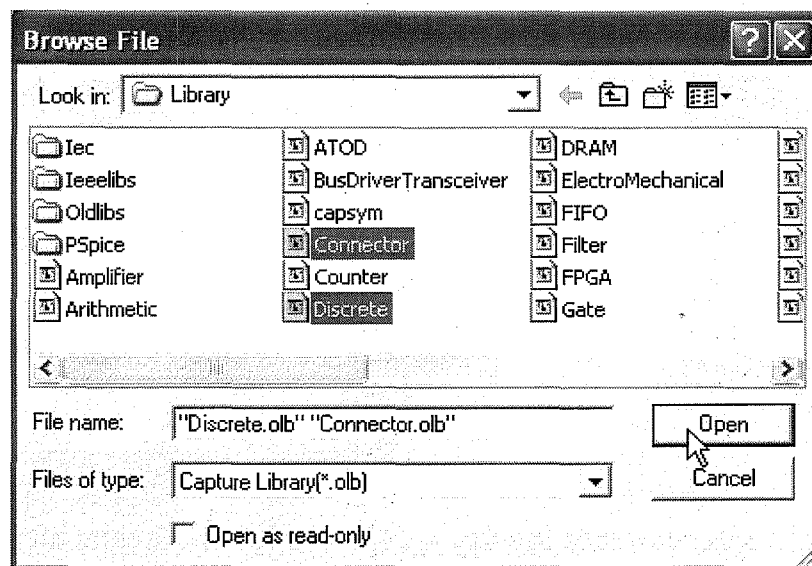 Browse File
Look in: Library
Iec ATOD DRAM
Ieeelibs BusDriverTransceiver ElectroMechanical
Oldlibs capsym FIFO
PSpice Connector Filter
Amplifier Counter FPGA
Arithmetic Discrete Gate
File name: "Discrete.olb" "Connector.olb" Open
Files of type: Capture Library(*.olb) Cancel
Open as read-only